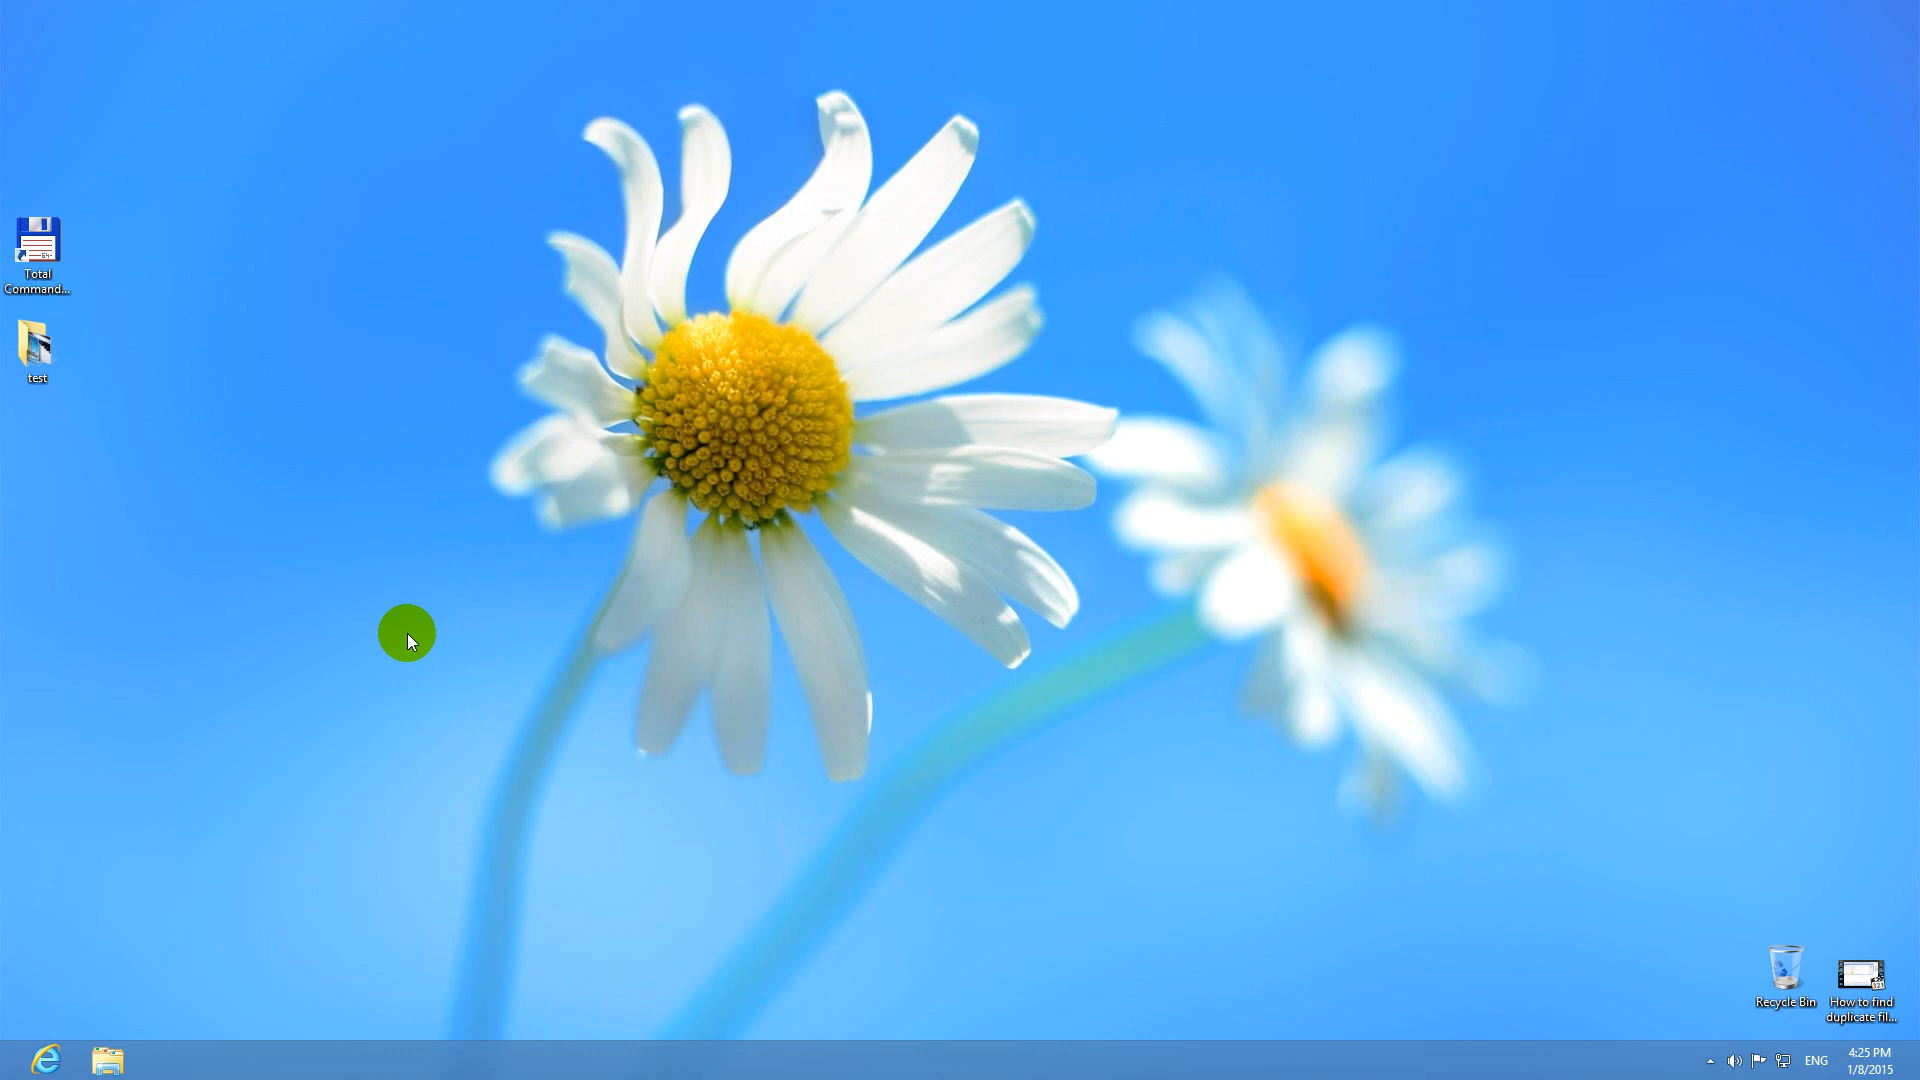 Total
Command...
test
Recycle Bin
How to find
duplicate fil...
ENG
4:25 PM
1/8/2015